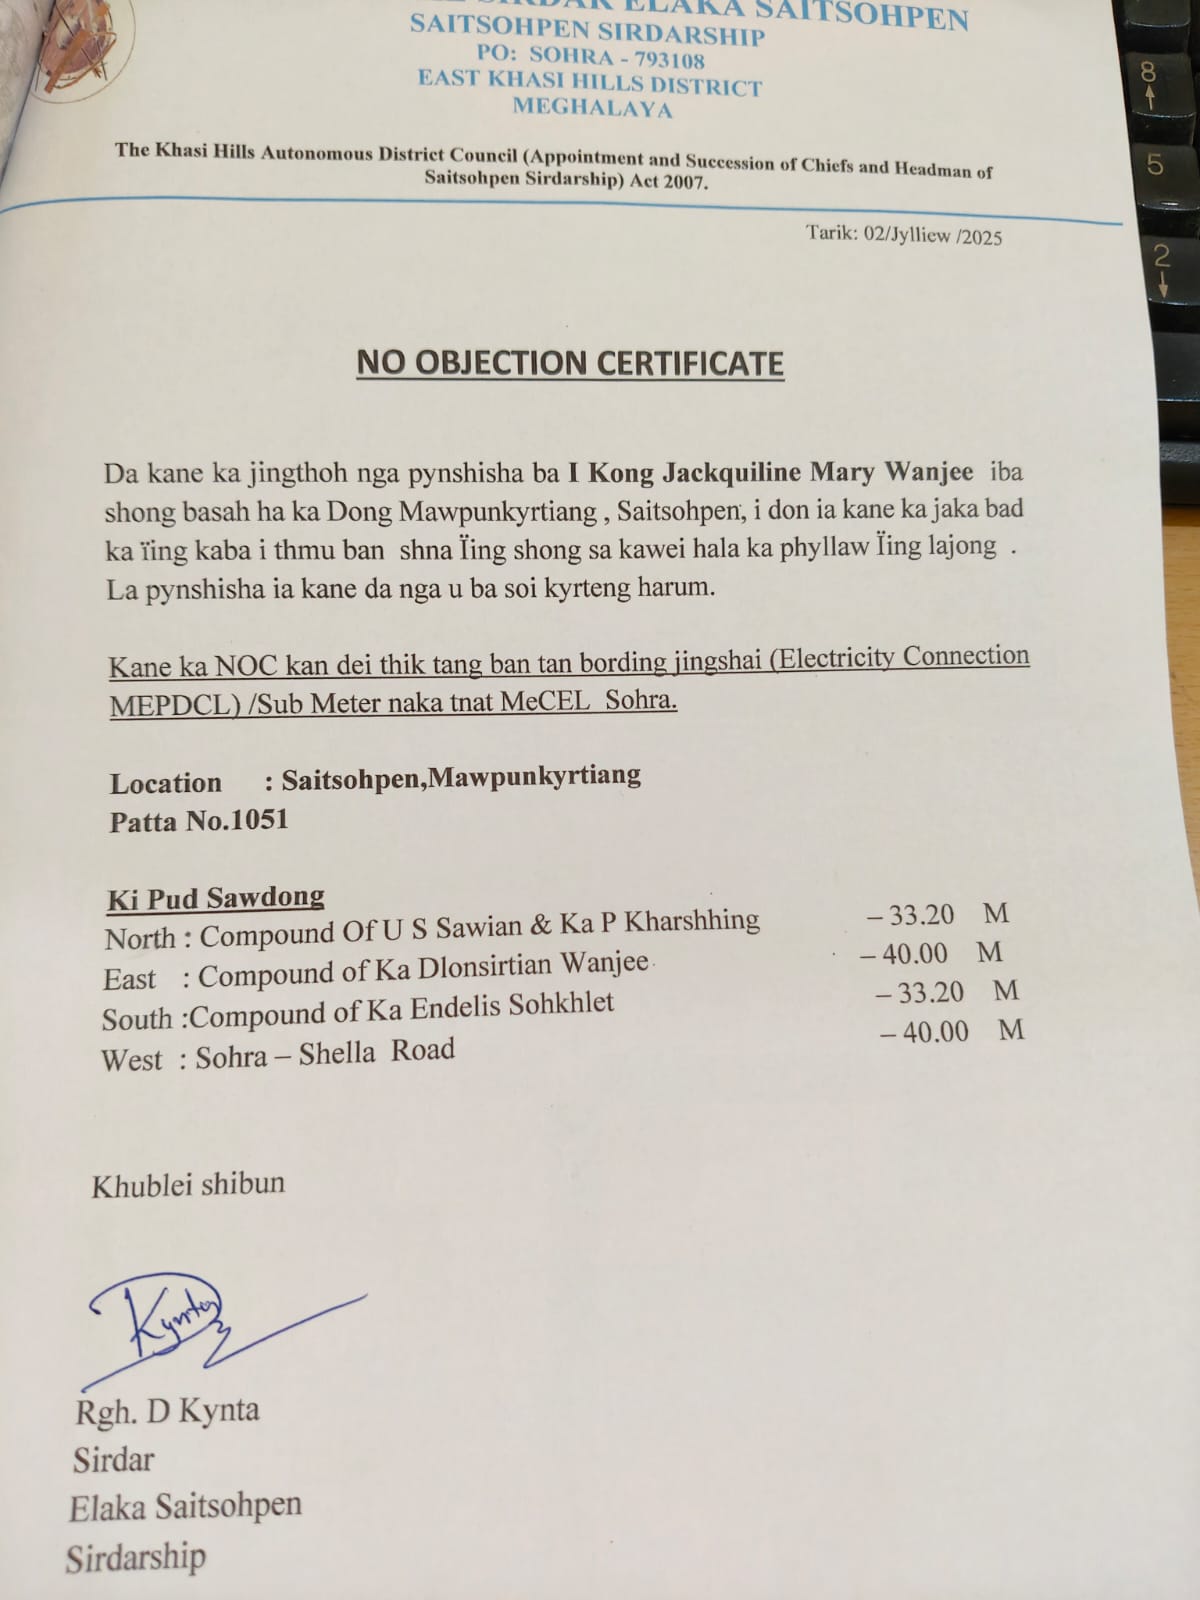 ELAKA SAITSOHPEN
SAITSOHPEN SIRDARSHIP
PO: SOHRA - 793108
EAST KHASI HILLS DISTRICT
MEGHALAYA
The Khasi Hills Autonomous District Council (Appointment and Succession of Chiefs and Headman of
Saitsohpen Sirdarship) Act 2007.
Tarik: 02/Jylliew /2025
NO OBJECTION CERTIFICATE
Da kane ka jingthoh nga pynshisha ba I Kong Jackquiline Mary Wanjee iba
shong basah ha ka Dong Mawpunkyrtiang , Saitsohpen, i don ia kane ka jaka bad
ka ïing kaba i thmu ban shna Ïing shong sa kawei hala ka phyllaw Ïing lajong .
La pynshisha ia kane da nga u ba soi kyrteng harum.
Kane ka NOC kan dei thik tang ban tan bording jingshai (Electricity Connection
MEPDCL) /Sub Meter naka tnat MeCEL Sohra.
Location : Saitsohpen,Mawpunkyrtiang
Patta No.1051
Ki Pud Sawdong
North : Compound Of U S Sawian & Ka P Kharshhing – 33.20 M
East : Compound of Ka Dlonsirtian Wanjee – 40.00 M
South :Compound of Ka Endelis Sohkhlet – 33.20 M
West : Sohra – Shella Road – 40.00 M
Khublei shibun
Kynta
Rgh. D Kynta
Sirdar
Elaka Saitsohpen
Sirdarship
8
5
2